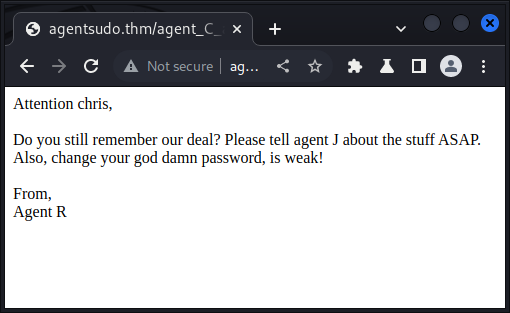 agentsudo.thm/agent_C_
Not secure
ag...
Attention chris,
Do you still remember our deal? Please tell agent J about the stuff ASAP.
Also, change your god damn password, is weak!
From,
Agent R